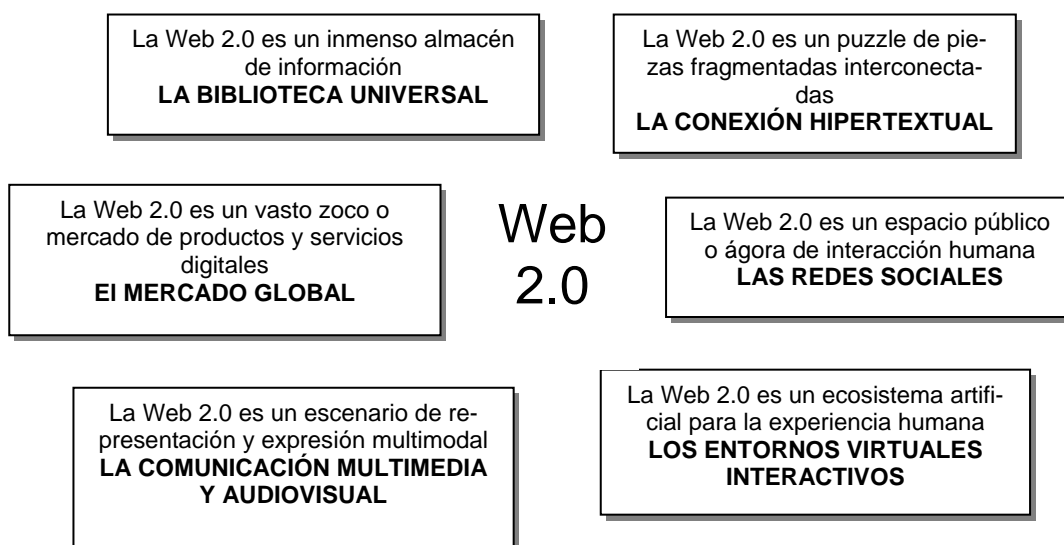 La Web 2.0 es un inmenso almacén
de información
LA BIBLIOTECA UNIVERSAL
La Web 2.0 es un puzzle de pie-
zas fragmentadas interconecta-
das
LA CONEXIÓN HIPERTEXTUAL
La Web 2.0 es un vasto zoco o
mercado de productos y servicios
digitales
El MERCADO GLOBAL
Web
2.0
La Web 2.0 es un espacio público
o ágora de interacción humana
LAS REDES SOCIALES
La Web 2.0 es un escenario de re-
presentación y expresión multimodal
LA COMUNICACIÓN MULTIMEDIA
Y AUDIOVISUAL
La Web 2.0 es un ecosistema artifi-
cial para la experiencia humana
LOS ENTORNOS VIRTUALES
INTERACTIVOS